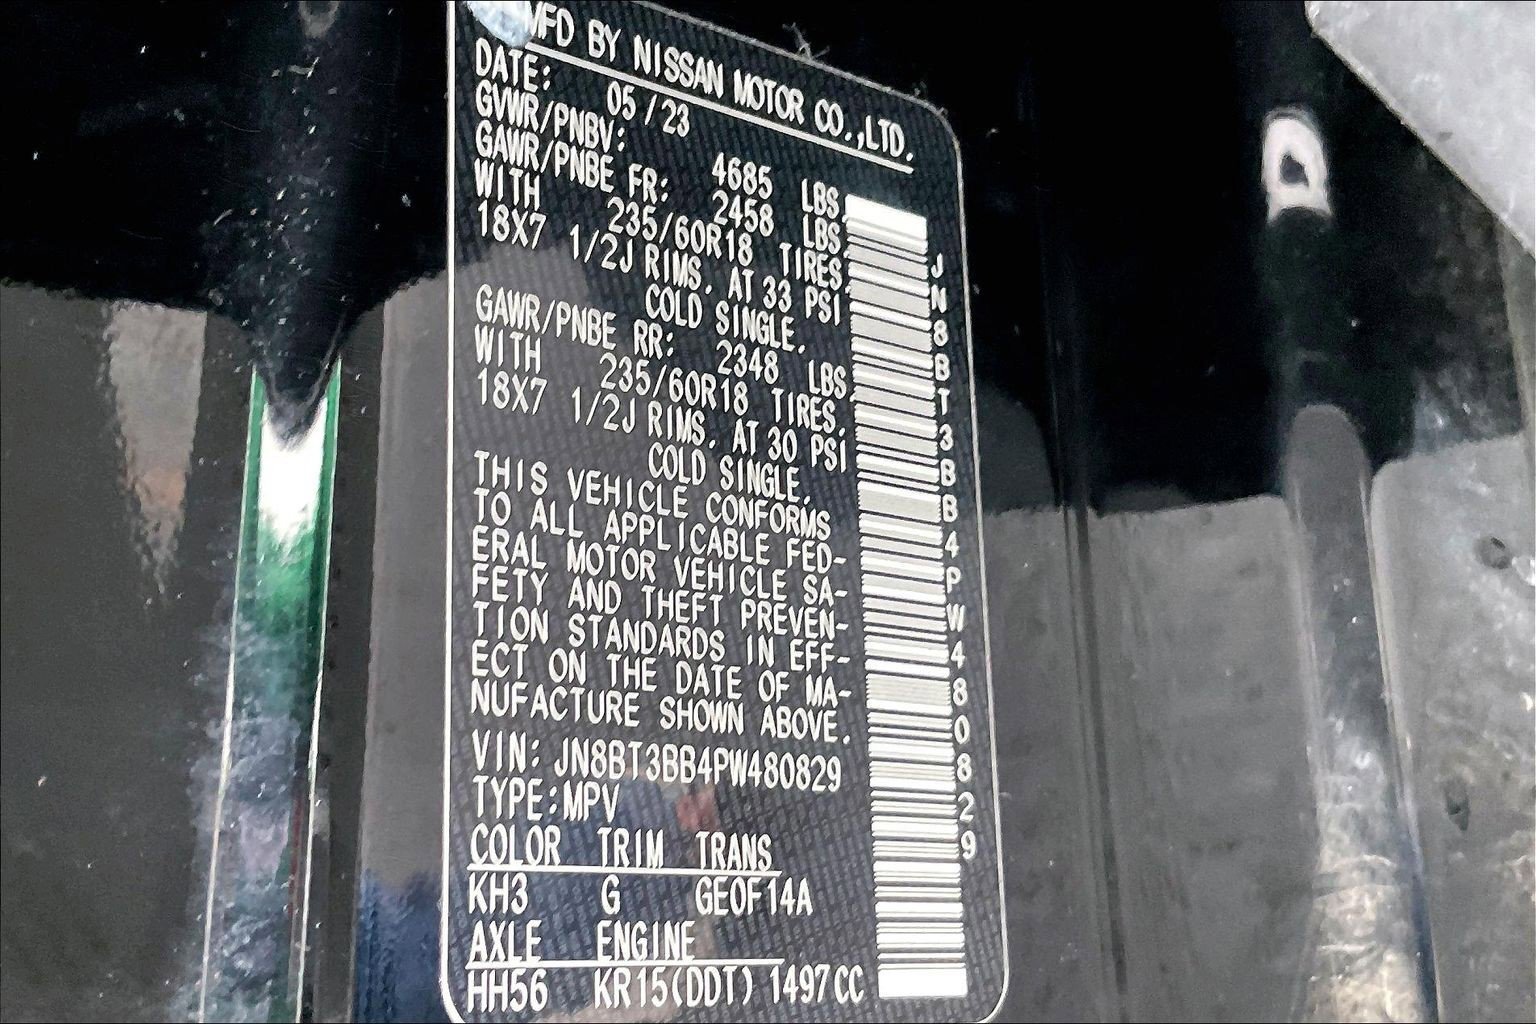 MFD BY NISSAN MOTOR CO.,LTD.
DATE: 05/23
GVWR/PNBV: 4685 LBS
GAWR/PNBE FR: 2458 LBS
WITH 235/60R18 TIRES,
18X7 1/2J RIMS, AT 33 PSI
COLD SINGLE.
GAWR/PNBE RR: 2348 LBS
WITH 235/60R18 TIRES,
18X7 1/2J RIMS, AT 30 PSI
COLD SINGLE.
THIS VEHICLE CONFORMS
TO ALL APPLICABLE FED-
ERAL MOTOR VEHICLE SA-
FETY AND THEFT PREVEN-
TION STANDARDS IN EFF-
ECT ON THE DATE OF MA-
NUFACTURE SHOWN ABOVE.
VIN: JN8BT3BB4PW480829
TYPE:MPV
COLOR TRIM TRANS
KH3 G GE0F14A
AXLE ENGINE
HH56 KR15(DDT) 1497CC
JN8BT3BB4PW480829